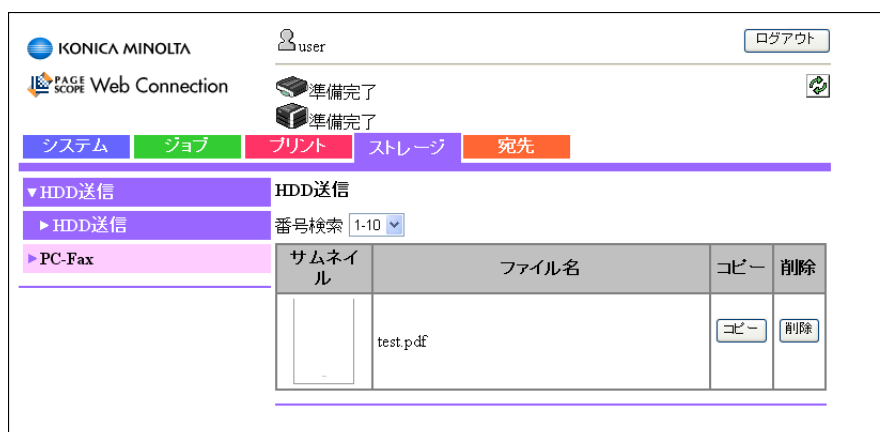 KONICA MINOLTA
user
ログアウト
PAGE SCOPE Web Connection
準備完了
準備完了
システム ジョブ プリント ストレージ 宛先
▼HDD送信
▶HDD送信
▶PC-Fax
HDD送信
番号検索 1-10
サムネイル ファイル名 コピー 削除
test.pdf コピー 削除